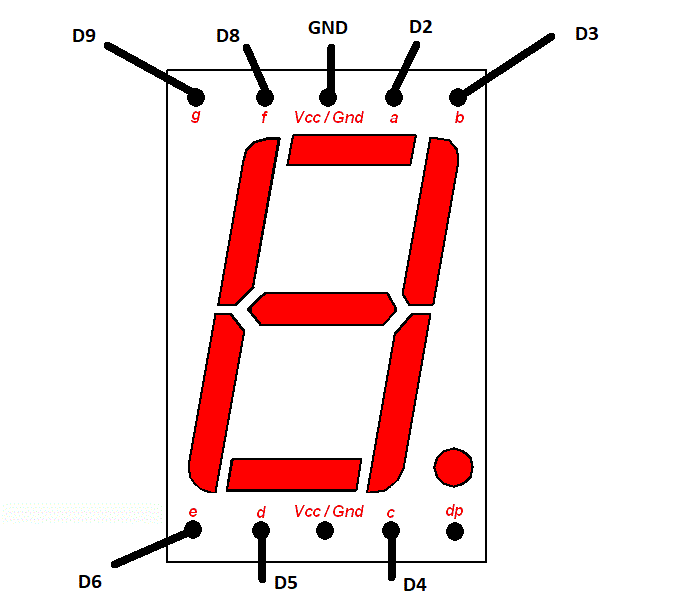 D9 D8 GND D2 D3
g f Vcc / Gnd a b
e d Vcc / Gnd c dp
D6 D5 D4